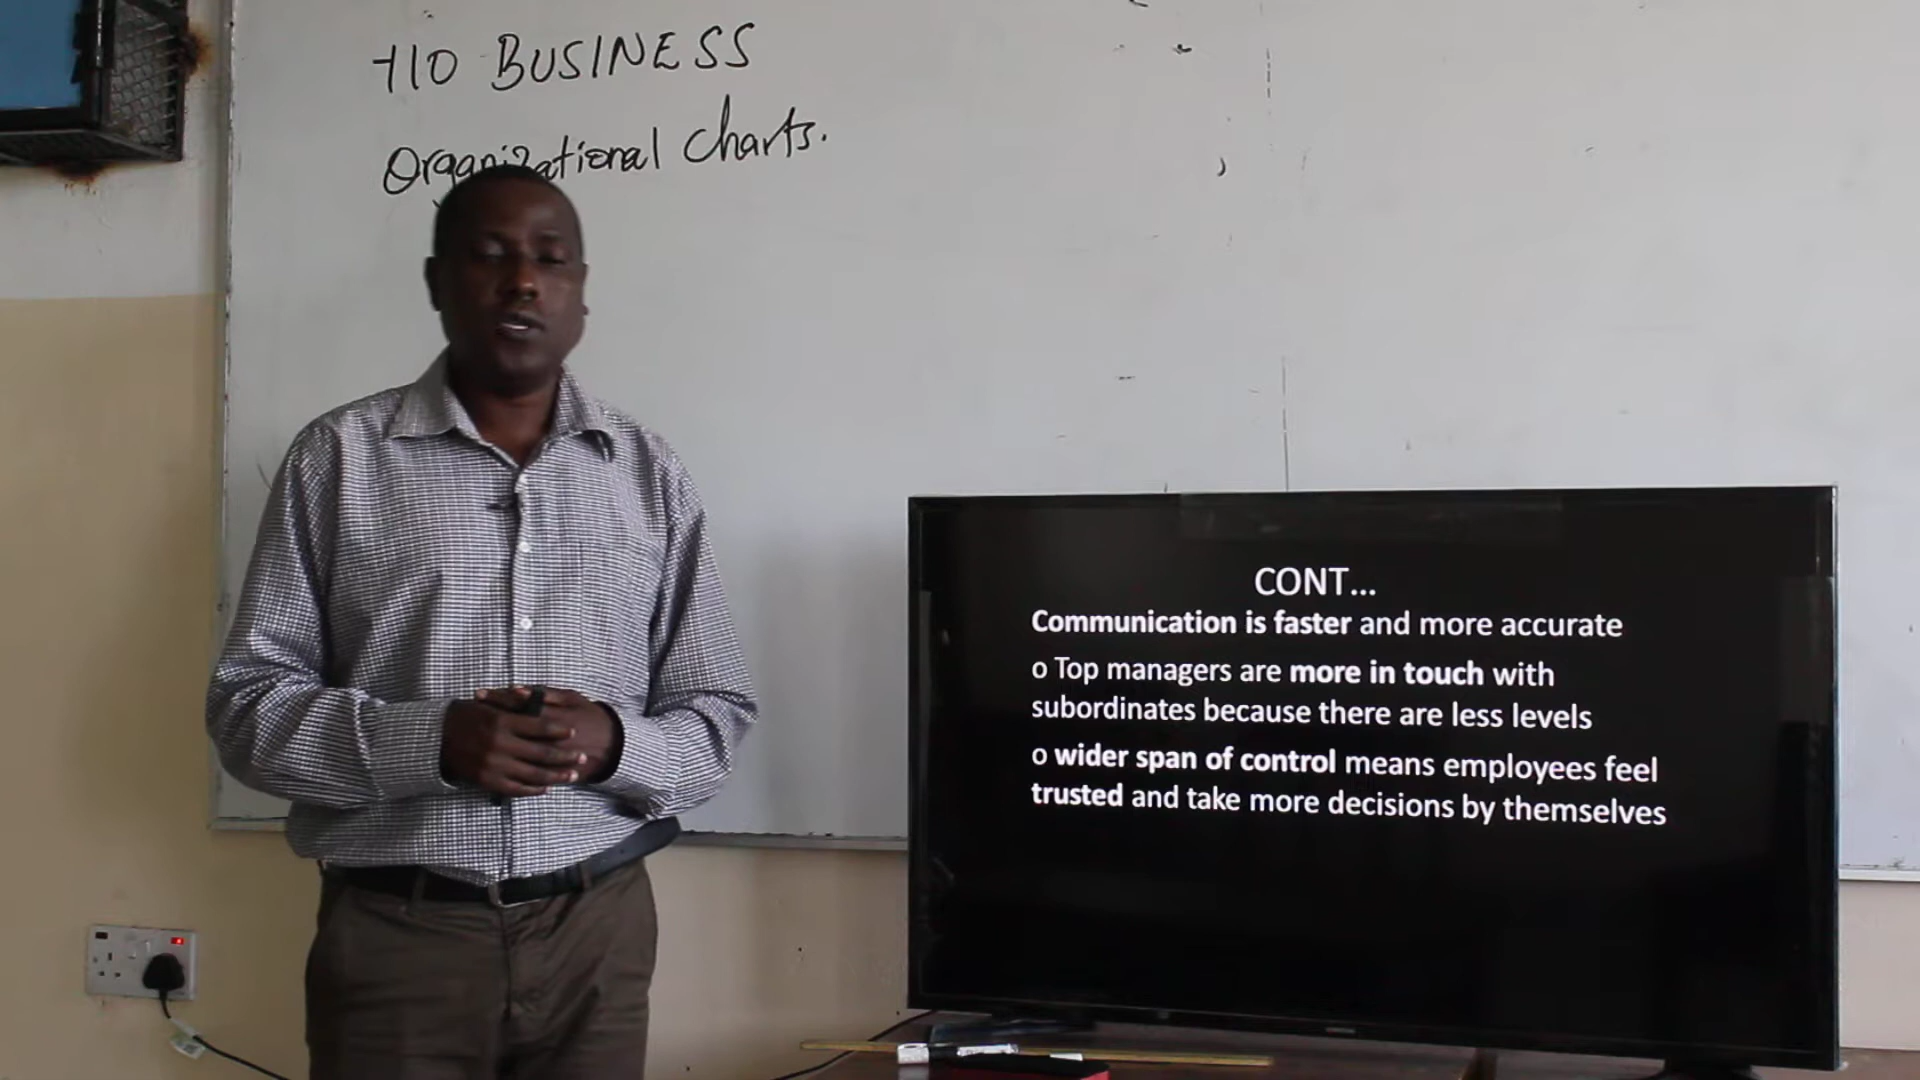 410 BUSINESS
Organizational Charts.
CONT...
Communication is faster and more accurate
o Top managers are more in touch with
subordinates because there are less levels
o wider span of control means employees feel
trusted and take more decisions by themselves